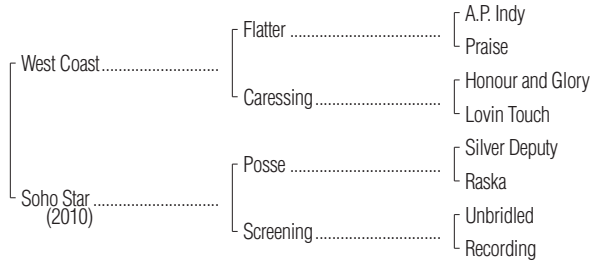 A.P. Indy
Flatter
Praise
West Coast
Honour and Glory
Caressing
Lovin Touch
Silver Deputy
Posse
Raska
Soho Star
(2010)
Unbridled
Screening
Recording